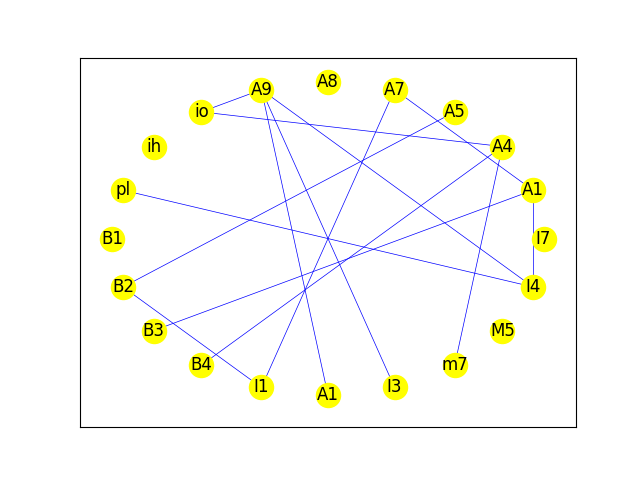 A8
A9 A7
io A5
ih A4
pl A1
B1 I7
B2 I4
B3 M5
B4 m7
I1 I3
A1